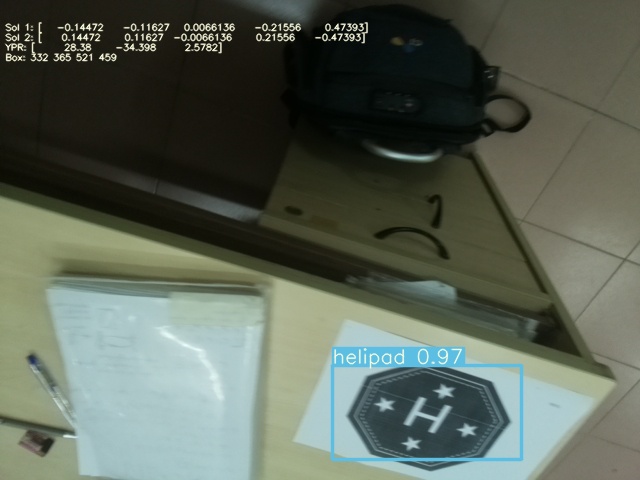 Sol 1: [ -0.14472 -0.11627 0.0066136 -0.21556 0.47393]
Sol 2: [ 0.14472 0.11627 -0.0066136 0.21556 -0.47393]
YPR: [ 28.38 -34.398 2.5782]
Box: 332 365 521 459
helipad 0.97
H